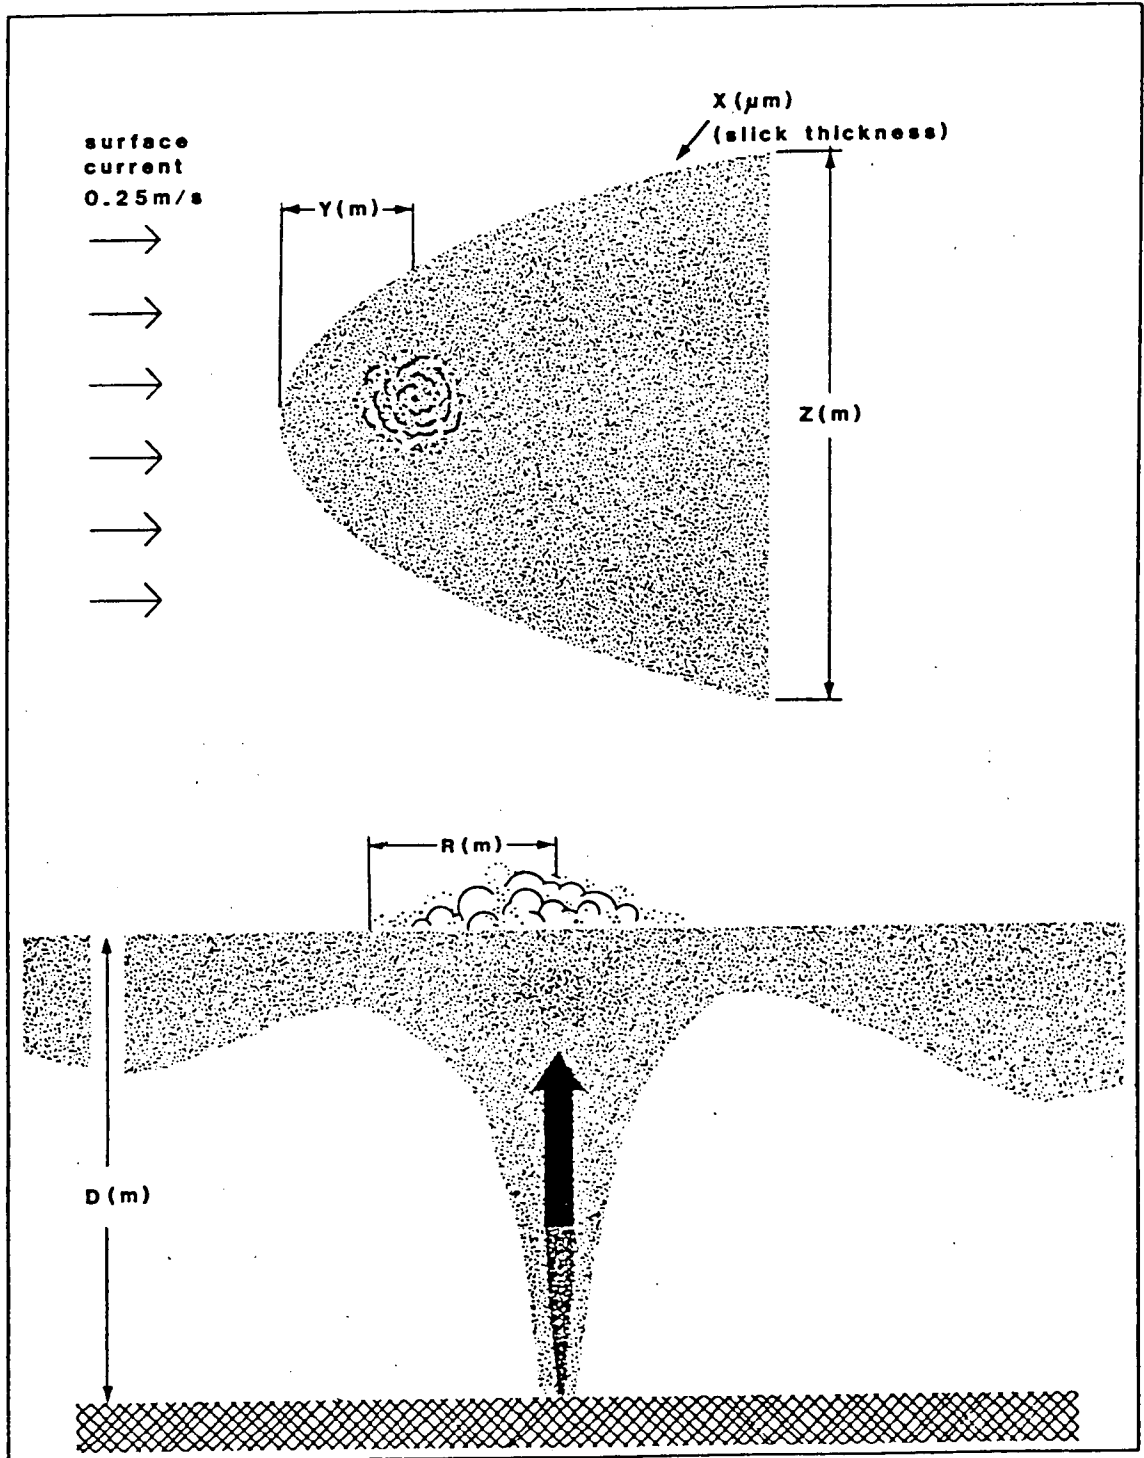 X(μm)
(slick thickness)
surface
current
0.25m/s
Y(m)
Z(m)
R(m)
D(m)